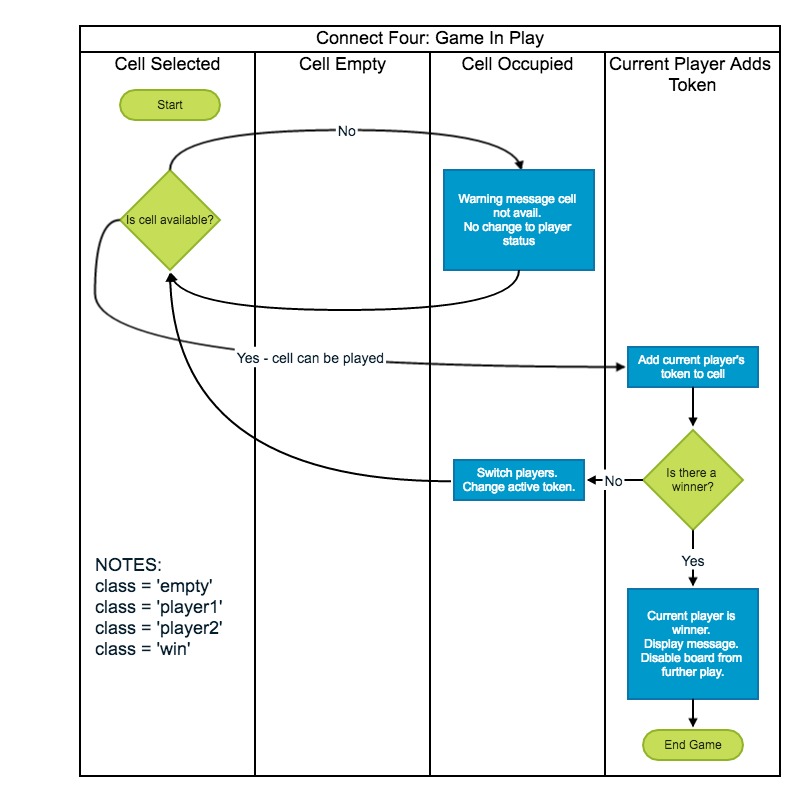 Connect Four: Game In Play
Cell Selected
Cell Empty
Cell Occupied
Current Player Adds
Token
Start
No
Is cell available?
Warning message cell
not avail.
No change to player
status
Yes - cell can be played
Add current player's
token to cell
Is there a
winner?
No
Switch players.
Change active token.
Yes
NOTES:
class = 'empty'
class = 'player1'
class = 'player2'
class = 'win'
Current player is
winner.
Display message.
Disable board from
further play.
End Game